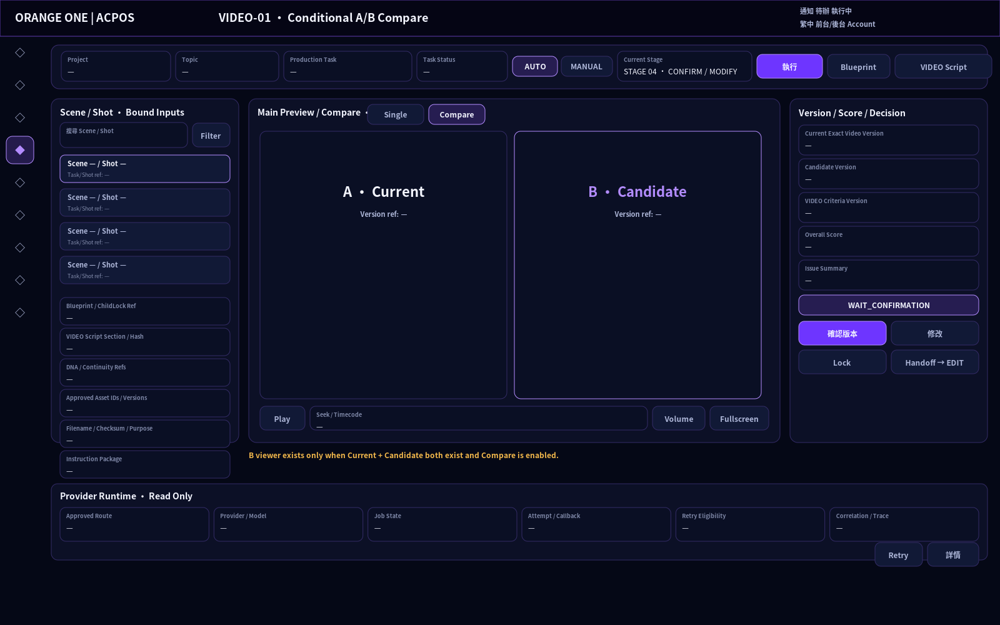 ORANGE ONE | ACPOS
VIDEO-01 • Conditional A/B Compare
通知 待辦 執行中
繁中 前台/後台 Account
◇
◇
◇
◆
◇
◇
◇
◇
◇
Project
—
Topic
—
Production Task
—
Task Status
—
AUTO
MANUAL
Current Stage
STAGE 04 • CONFIRM / MODIFY
執行
Blueprint
VIDEO Script
Scene / Shot • Bound Inputs
搜尋 Scene / Shot
Filter
Scene — / Shot —
Task/Shot ref: —
Scene — / Shot —
Task/Shot ref: —
Scene — / Shot —
Task/Shot ref: —
Scene — / Shot —
Task/Shot ref: —
Blueprint / ChildLock Ref
—
VIDEO Script Section / Hash
—
DNA / Continuity Refs
—
Approved Asset IDs / Versions
—
Filename / Checksum / Purpose
—
Instruction Package
—
Main Preview / Compare •
Single
Compare
A • Current
Version ref: —
B • Candidate
Version ref: —
Play
Seek / Timecode
—
Volume
Fullscreen
B viewer exists only when Current + Candidate both exist and Compare is enabled.
Version / Score / Decision
Current Exact Video Version
—
Candidate Version
—
VIDEO Criteria Version
—
Overall Score
—
Issue Summary
—
WAIT_CONFIRMATION
確認版本
修改
Lock
Handoff → EDIT
Provider Runtime • Read Only
Approved Route
—
Provider / Model
—
Job State
—
Attempt / Callback
—
Retry Eligibility
—
Correlation / Trace
—
Retry
詳情